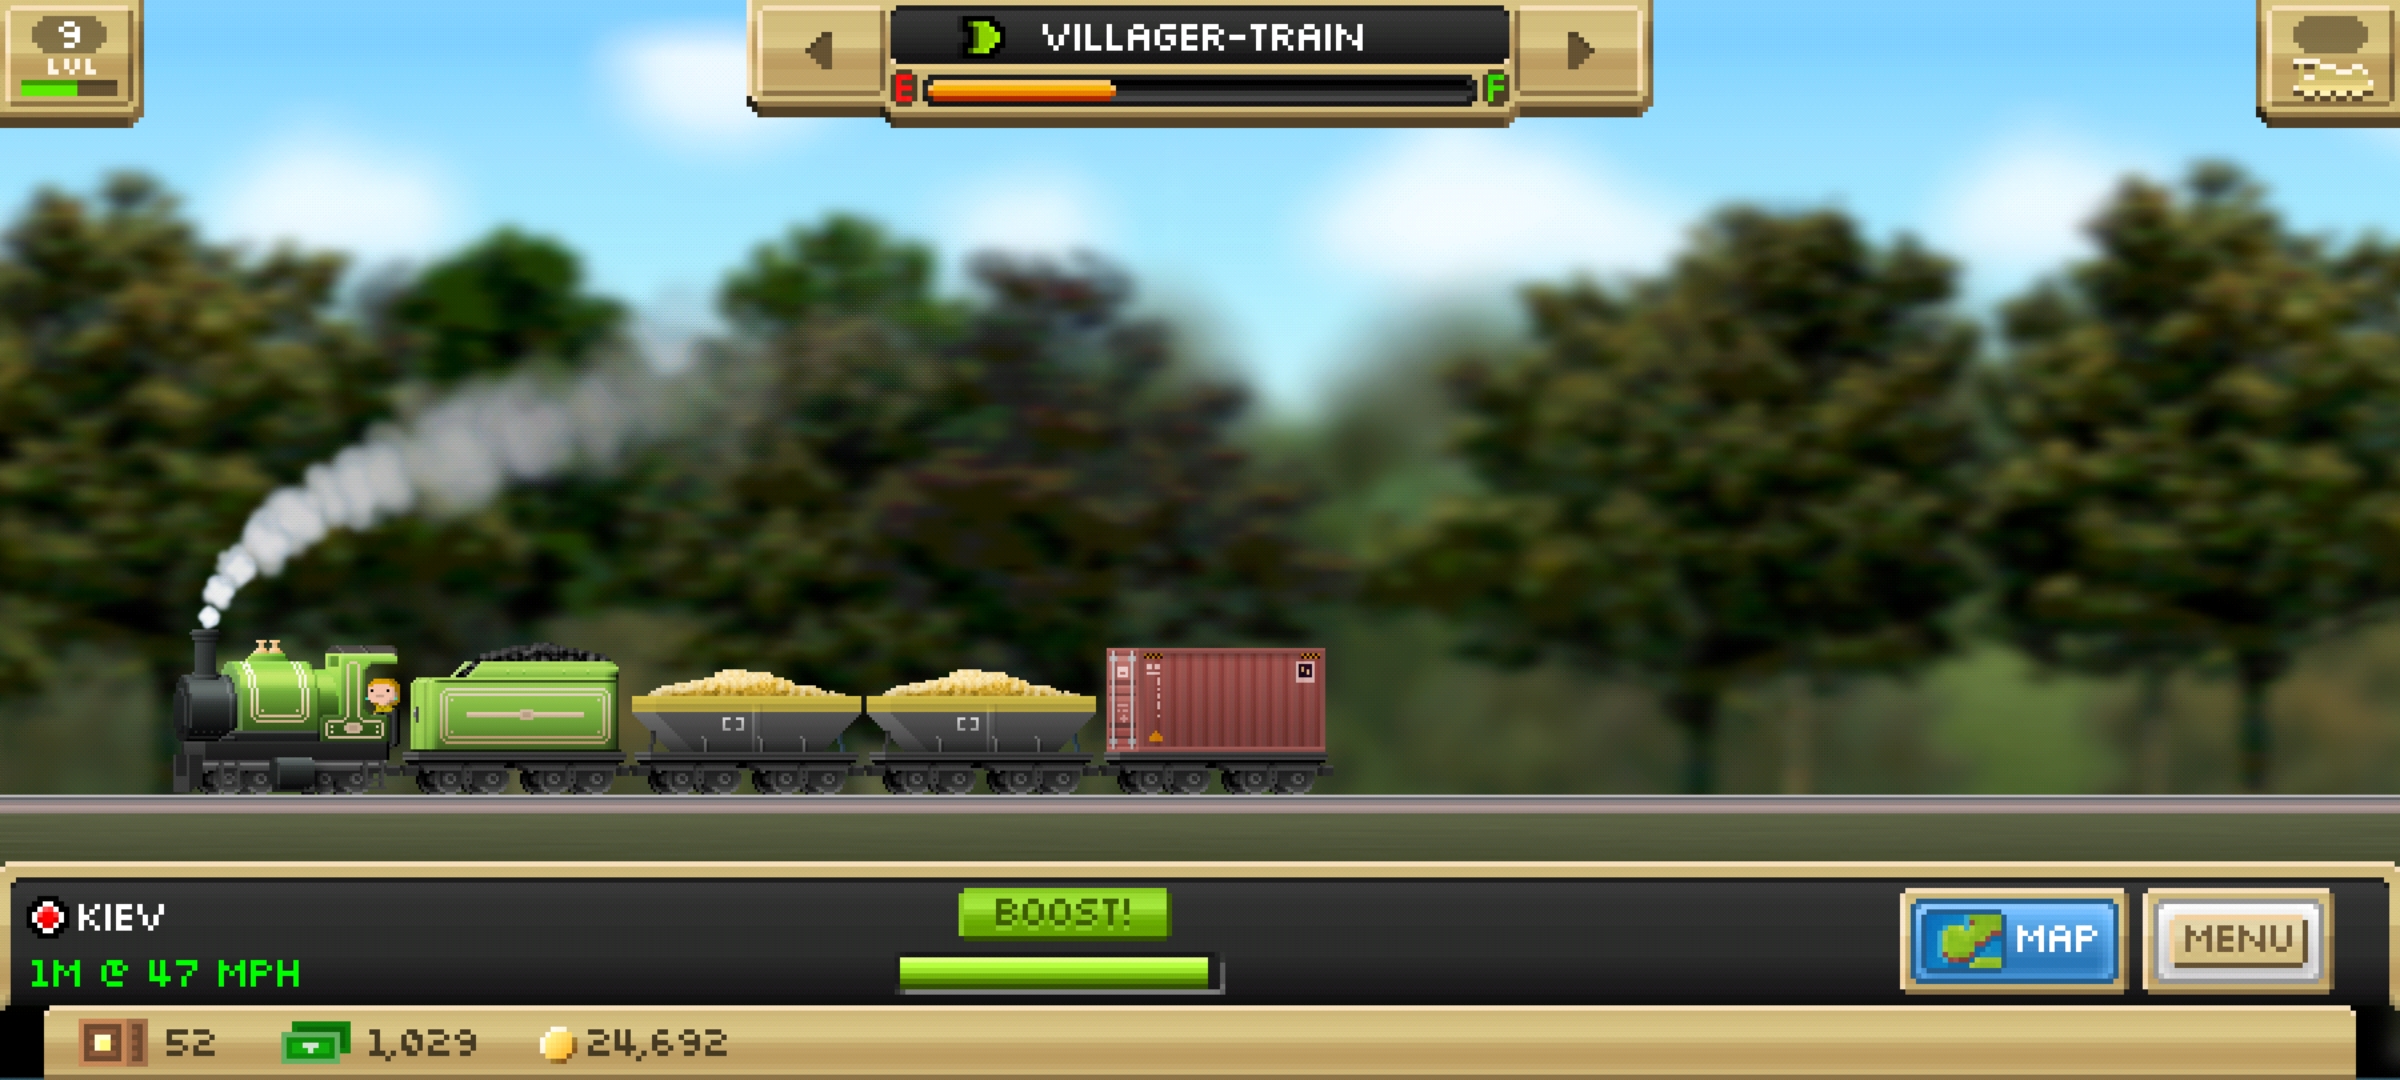 9
LVL
VILLAGER-TRAIN
E F
KIEV
1M @ 47 MPH
BOOST!
MAP
MENU
52
1,029
24,692